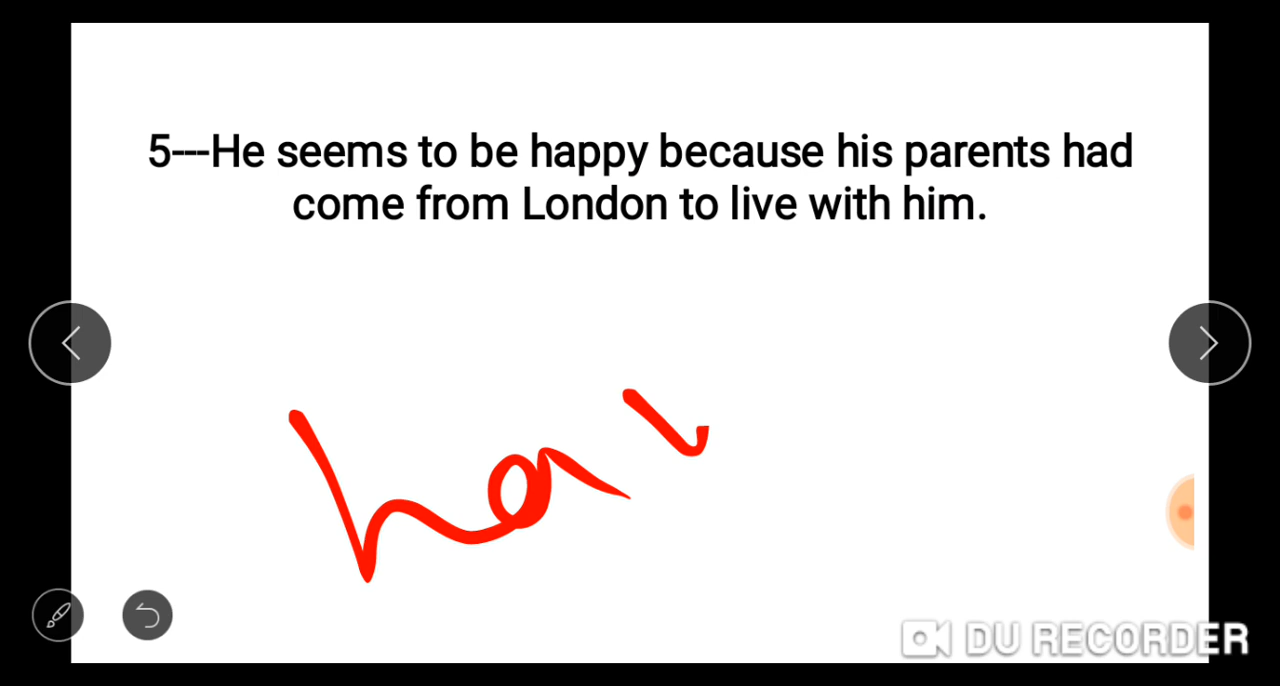 5---He seems to be happy because his parents had
come from London to live with him.
ha
DU RECORDER